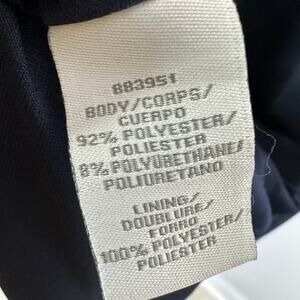 883951
BODY/CORPS/
CUERPO
92% POLYESTER/
POLIESTER
8% POLYURETHANE/
POLIURETANO
LINING/
DOUBLURE/
FORRO
100% POLYESTER/
POLIESTER